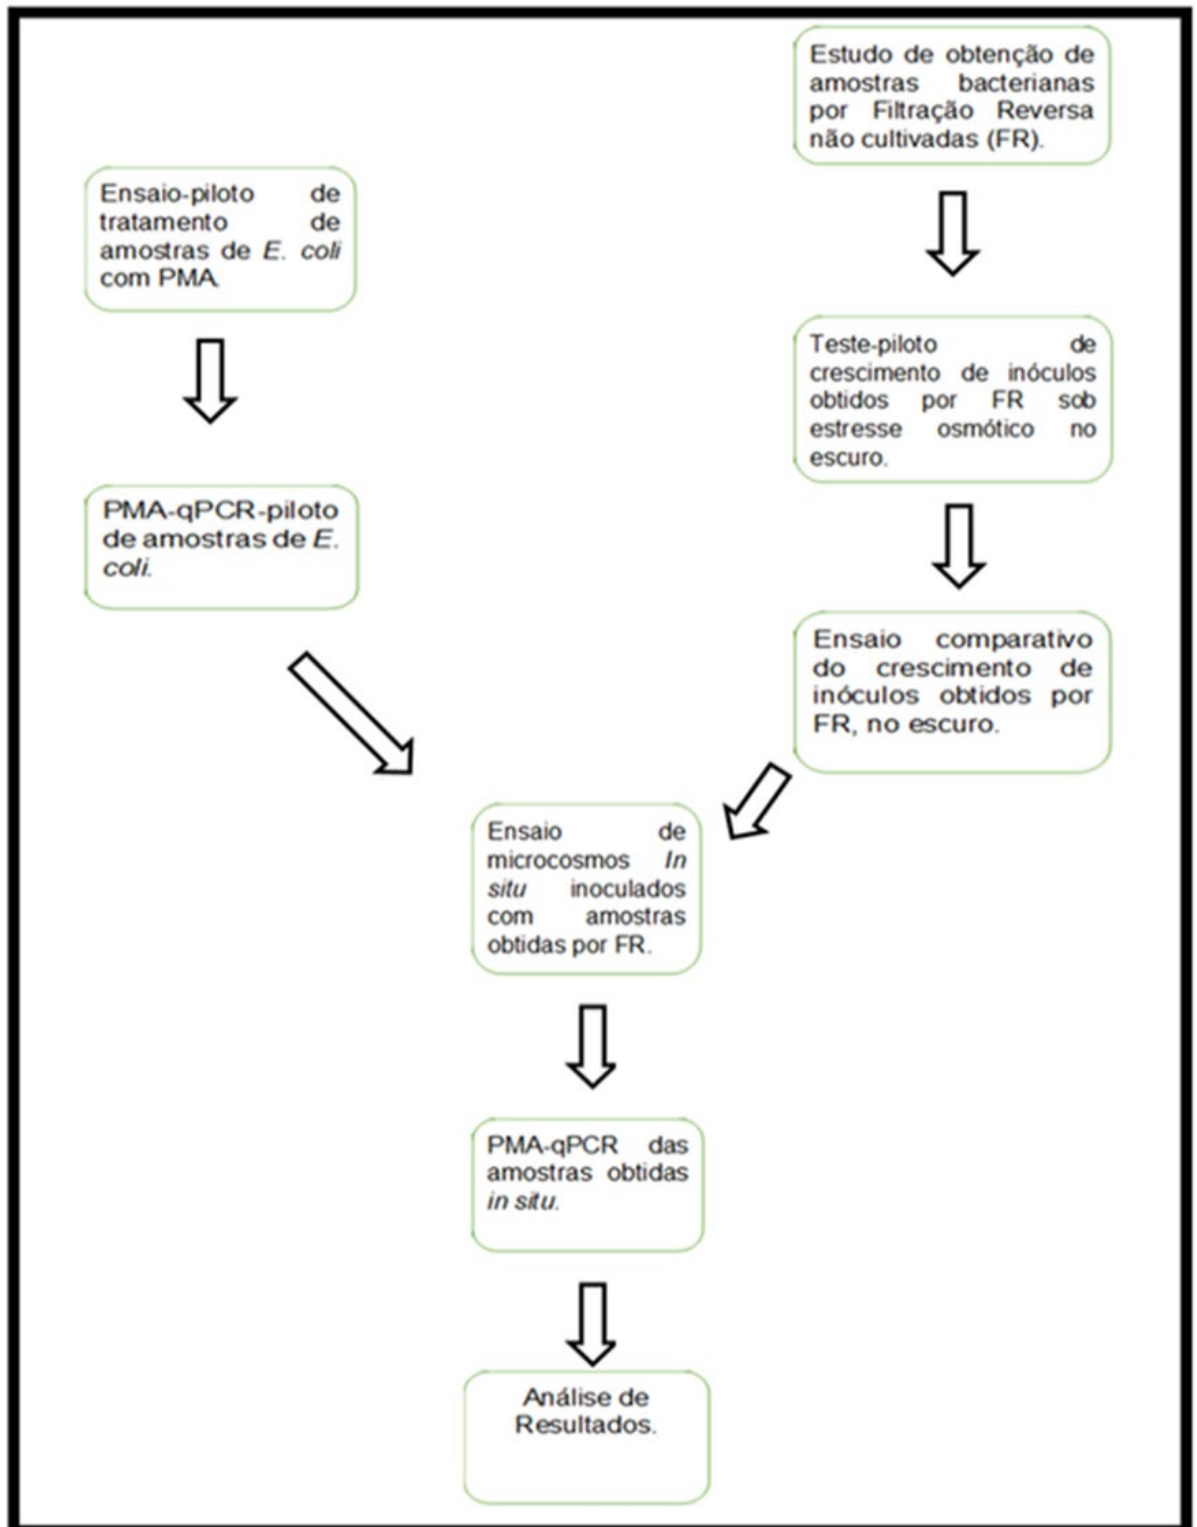 Estudo de obtenção de
amostras bacterianas
por Filtração Reversa
não cultivadas (FR).
Ensaio-piloto de
tratamento de
amostras de E. coli
com PMA.
Teste-piloto de
crescimento de inóculos
obtidos por FR sob
estresse osmótico no
escuro.
PMA-qPCR-piloto
de amostras de E.
coli.
Ensaio comparativo
do crescimento de
inóculos obtidos por
FR, no escuro.
Ensaio de
microcosmos In
situ inoculados
com amostras
obtidas por FR.
PMA-qPCR das
amostras obtidas
in situ.
Análise de
Resultados.